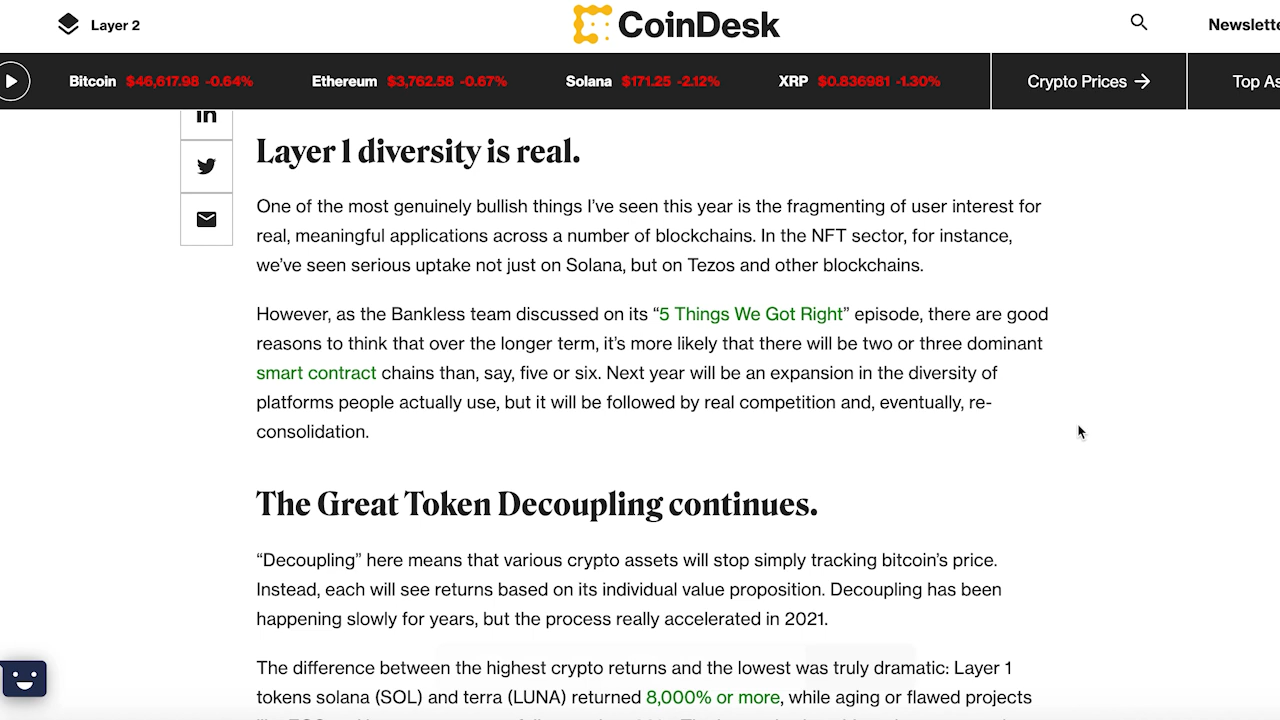 Layer 2
CoinDesk
Newslette
Bitcoin $46,617.98 -0.64% Ethereum $3,762.58 -0.67% Solana $171.25 -2.12% XRP $0.836981 -1.30% Crypto Prices → Top As
in
Layer 1 diversity is real.
One of the most genuinely bullish things I’ve seen this year is the fragmenting of user interest for
real, meaningful applications across a number of blockchains. In the NFT sector, for instance,
we’ve seen serious uptake not just on Solana, but on Tezos and other blockchains.
However, as the Bankless team discussed on its “5 Things We Got Right” episode, there are good
reasons to think that over the longer term, it’s more likely that there will be two or three dominant
smart contract chains than, say, five or six. Next year will be an expansion in the diversity of
platforms people actually use, but it will be followed by real competition and, eventually, re-
consolidation.
The Great Token Decoupling continues.
“Decoupling” here means that various crypto assets will stop simply tracking bitcoin’s price.
Instead, each will see returns based on its individual value proposition. Decoupling has been
happening slowly for years, but the process really accelerated in 2021.
The difference between the highest crypto returns and the lowest was truly dramatic: Layer 1
tokens solana (SOL) and terra (LUNA) returned 8,000% or more, while aging or flawed projects